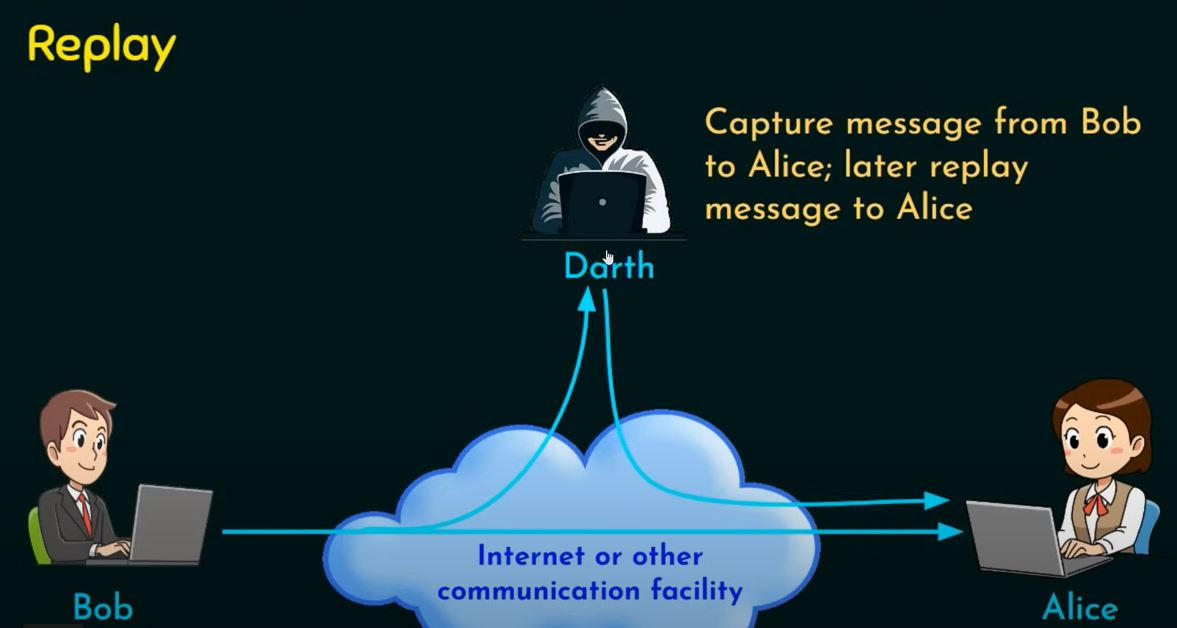 Replay
Capture message from Bob
to Alice; later replay
message to Alice
Darth
Internet or other
communication facility
Bob
Alice